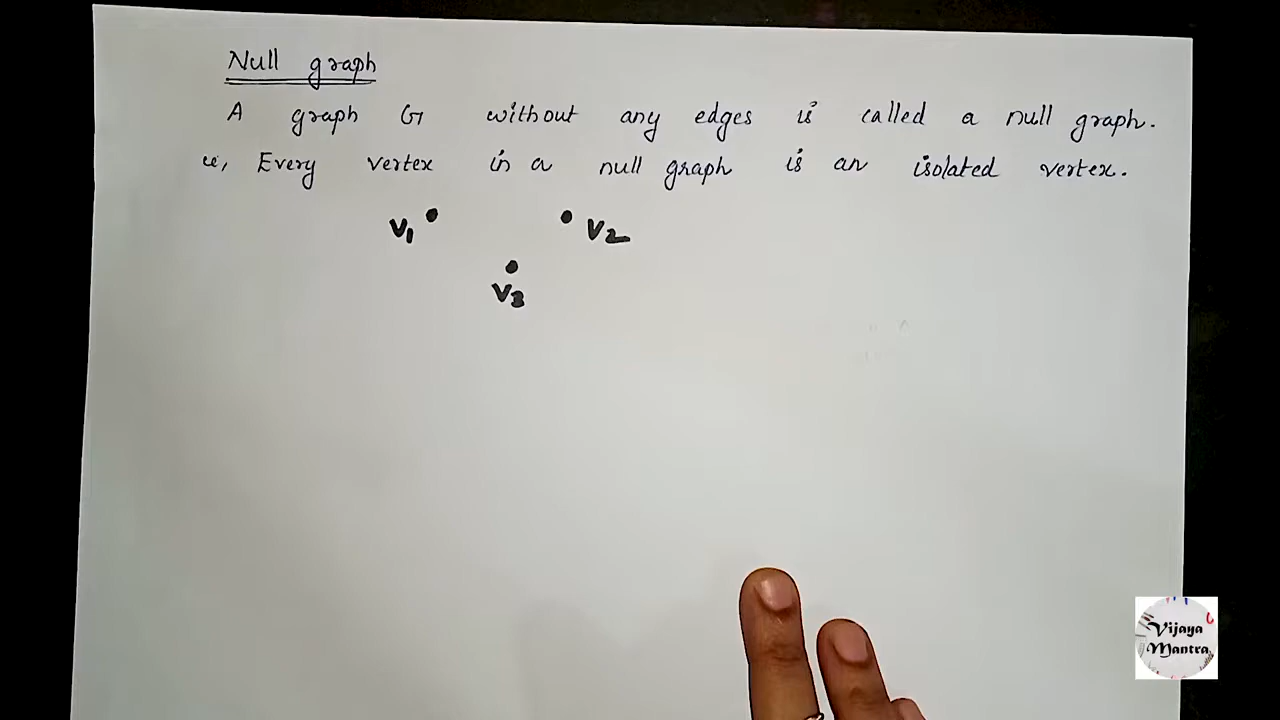 Null graph
A graph G without any edges is called a null graph.
ie, Every vertex in a null graph is an isolated vertex.
V1 V2
V3
Vijaya
Mantra